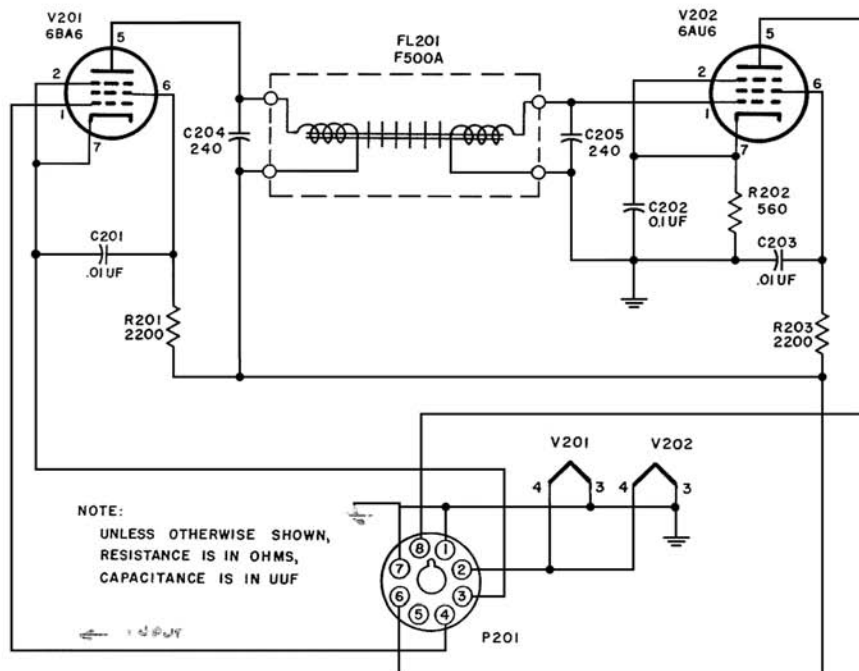 V201
6BA6
5
2
6
1
7
FL201
F500A
V202
6AU6
5
2
6
1
7
C204
240
C205
240
C202
0.1UF
R202
560
C201
.01UF
C203
.01UF
R201
2200
R203
2200
V201
V202
4
3
4
3
NOTE:
UNLESS OTHERWISE SHOWN,
RESISTANCE IS IN OHMS,
CAPACITANCE IS IN UUF
8
1
7
2
6
3
5
4
P201